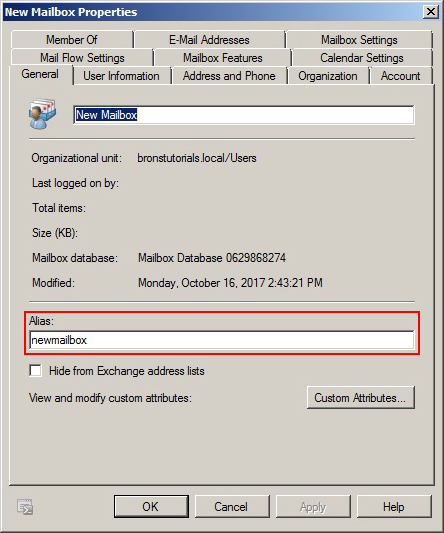 New Mailbox Properties
Member Of E-Mail Addresses Mailbox Settings
Mail Flow Settings Mailbox Features Calendar Settings
General User Information Address and Phone Organization Account
New Mailbox
Organizational unit: bronstutorials.local/Users
Last logged on by:
Total items:
Size (KB):
Mailbox database: Mailbox Database 0629868274
Modified: Monday, October 16, 2017 2:43:21 PM
Alias:
newmailbox
Hide from Exchange address lists
View and modify custom attributes: Custom Attributes...
OK Cancel Apply Help